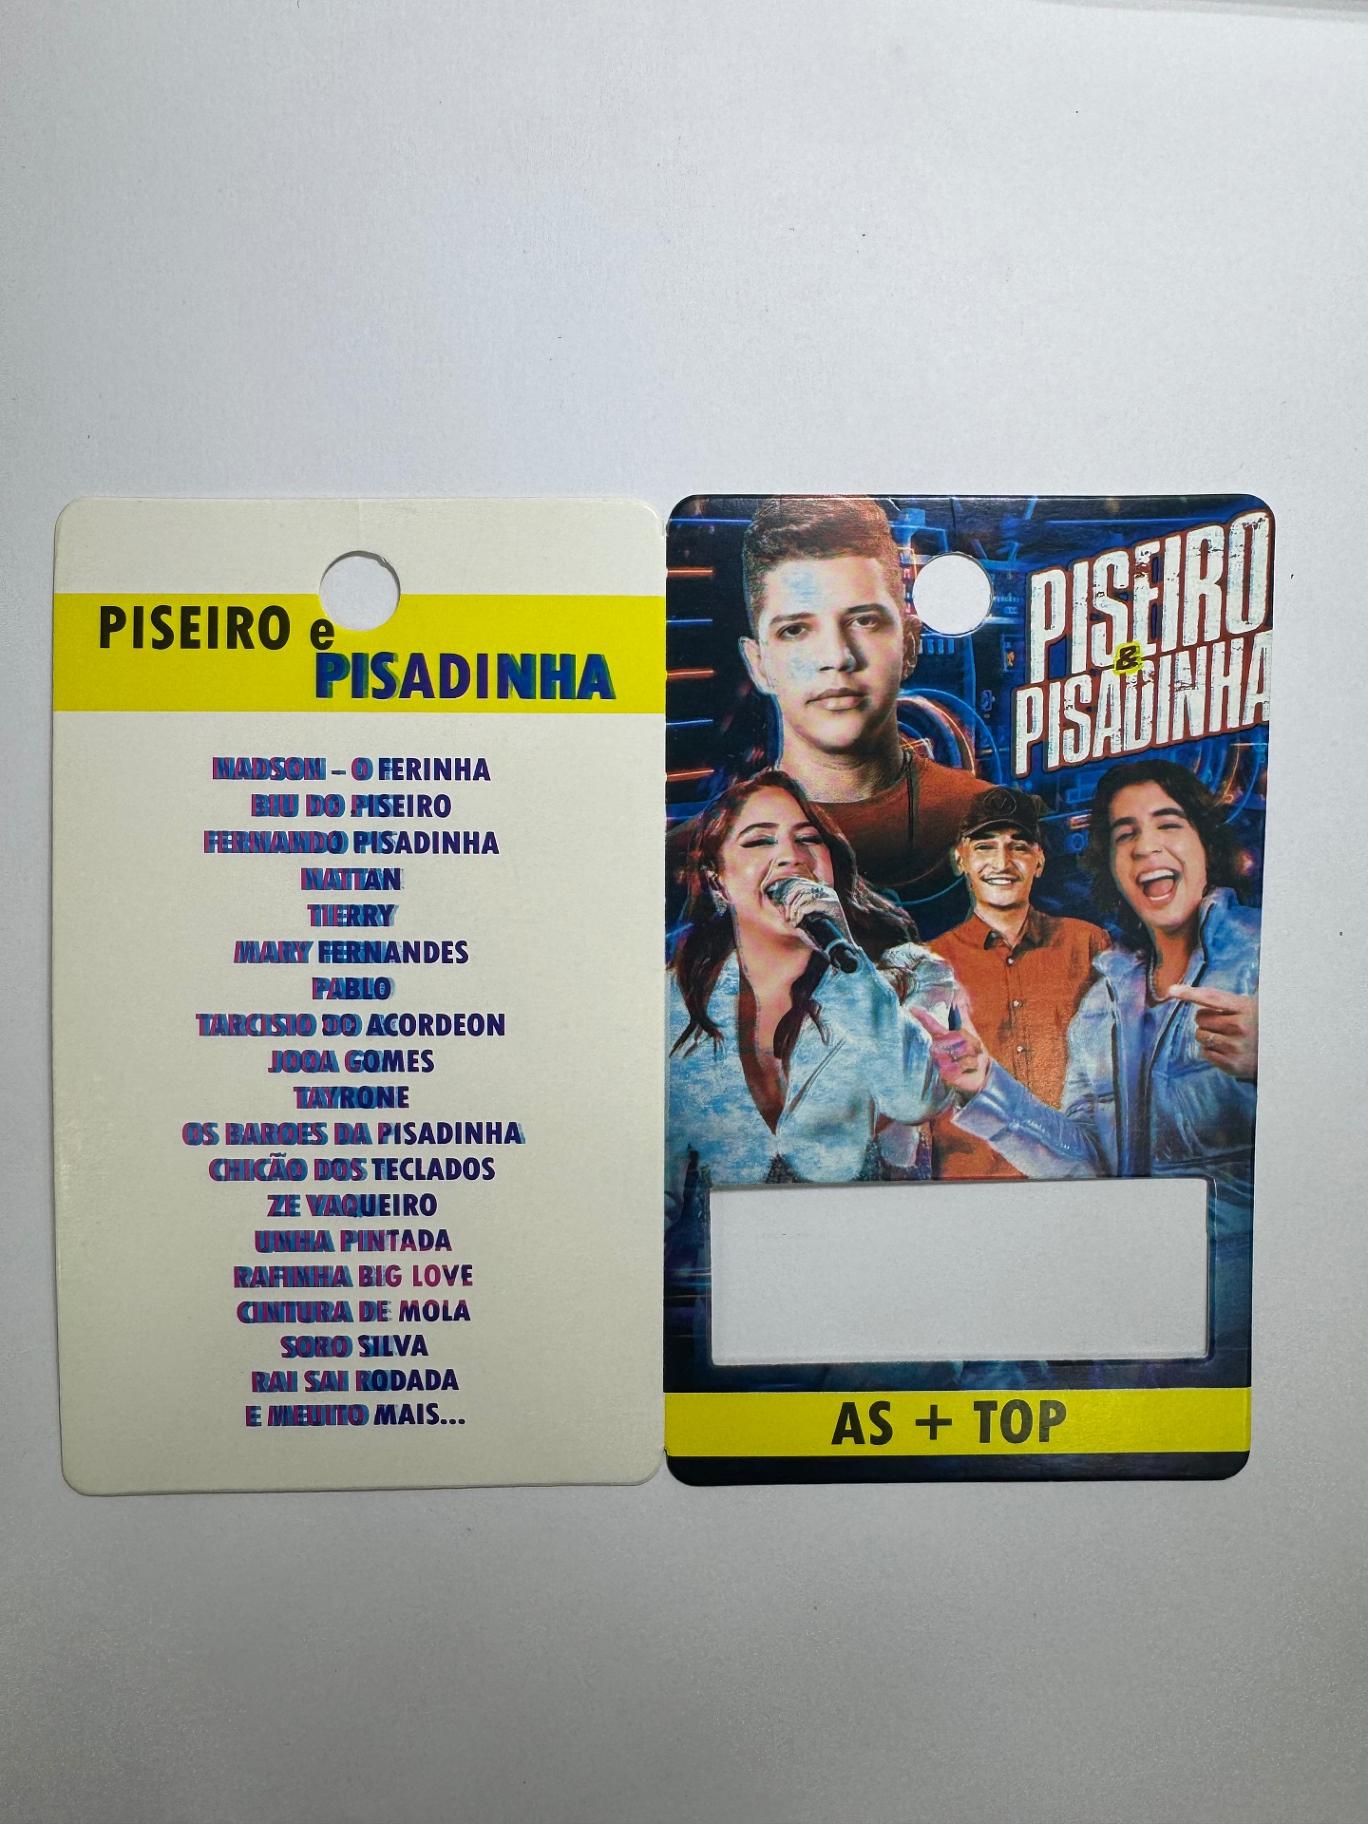 PISEIRO e
PISADINHA
NADSON - O FERINHA
BIU DO PISEIRO
FERNANDO PISADINHA
NATTAN
TIERRY
MARY FERNANDES
PABLO
TARCISIO DO ACORDEON
JOOA GOMES
TAYRONE
OS BAROES DA PISADINHA
CHICÃO DOS TECLADOS
ZE VAQUEIRO
UNHA PINTADA
RAFINHA BIG LOVE
CINTURA DE MOLA
SORO SILVA
RAI SAI RODADA
E MEUITO MAIS...
PISEIRO
&
PISADINHA
AS + TOP